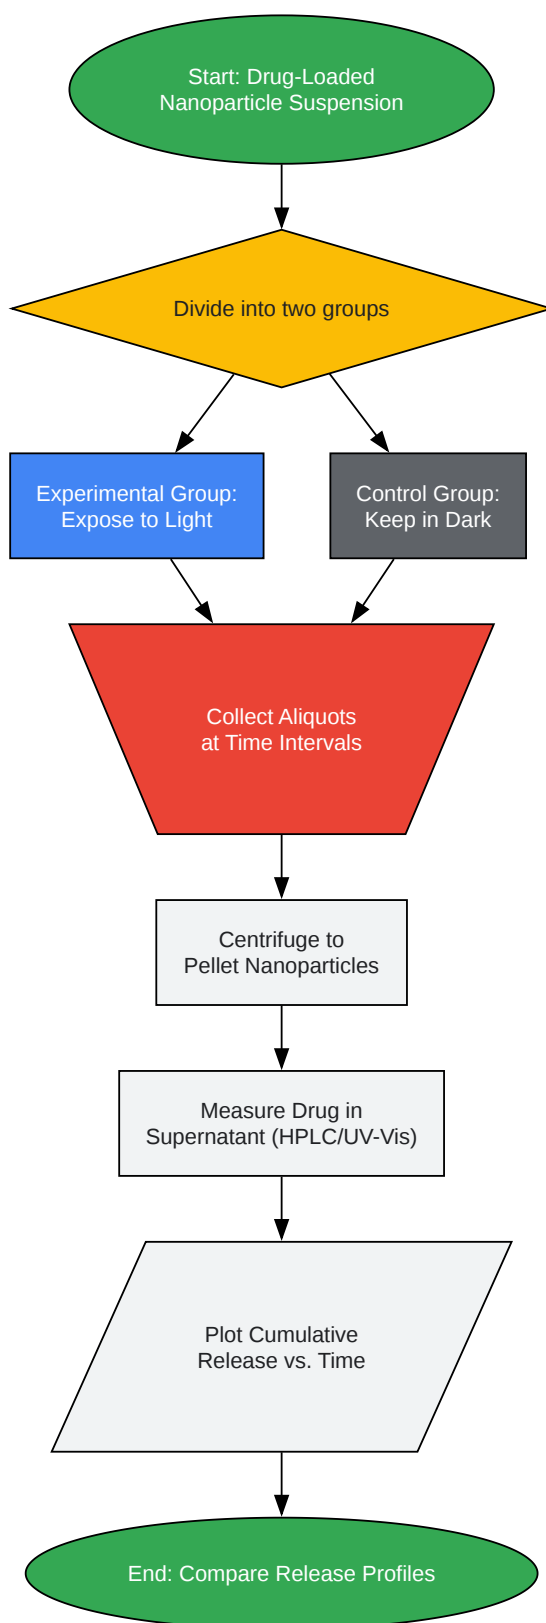 Start: Drug-Loaded
Nanoparticle Suspension
Divide into two groups
Experimental Group:
Expose to Light
Control Group:
Keep in Dark
Collect Aliquots
at Time Intervals
Centrifuge to
Pellet Nanoparticles
Measure Drug in
Supernatant (HPLC/UV-Vis)
Plot Cumulative
Release vs. Time
End: Compare Release Profiles